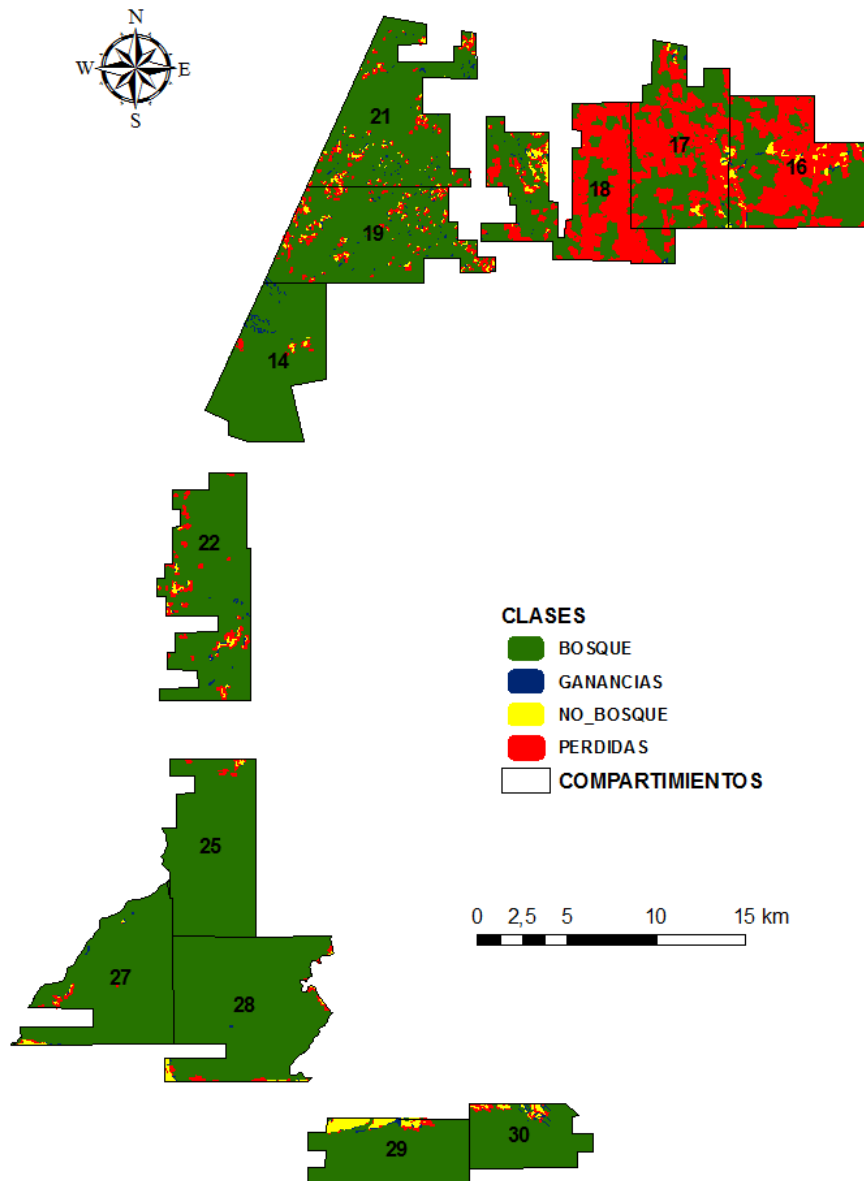 N
W E
S
21
17
16
18
19
14
22
CLASES
BOSQUE
GANANCIAS
NO_BOSQUE
PERDIDAS
COMPARTIMIENTOS
25
0 2,5 5 10 15 km
27
28
29
30